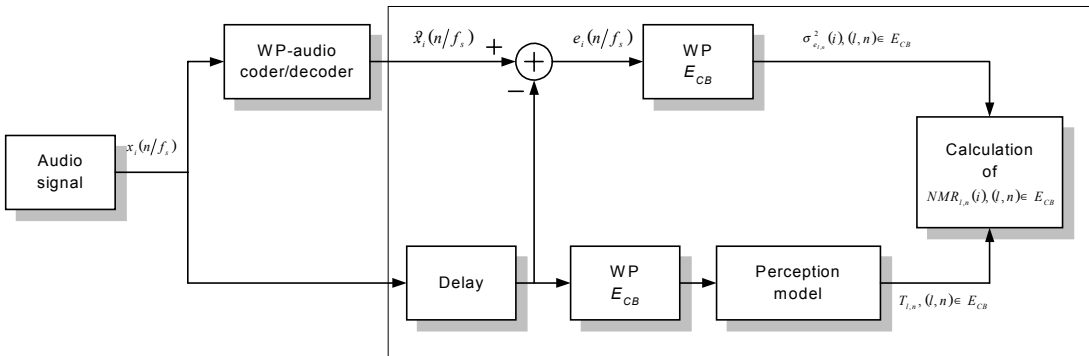 Audio
signal
x_i(n/f_s)
WP-audio
coder/decoder
x̂_i(n/f_s)
+
+
−
e_i(n/f_s)
WP
E_CB
σ²_{e_{l,n}}(i), (l, n) ∈ E_CB
Calculation
of
NMR_{l,n}(i), (l, n) ∈ E_CB
Delay
WP
E_CB
Perception
model
T_{l,n}, (l, n) ∈ E_CB